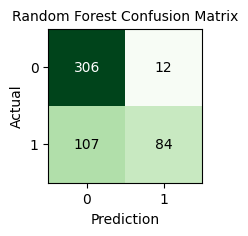 Random Forest Confusion Matrix
0 306 12
Actual
1 107 84
0 1
Prediction